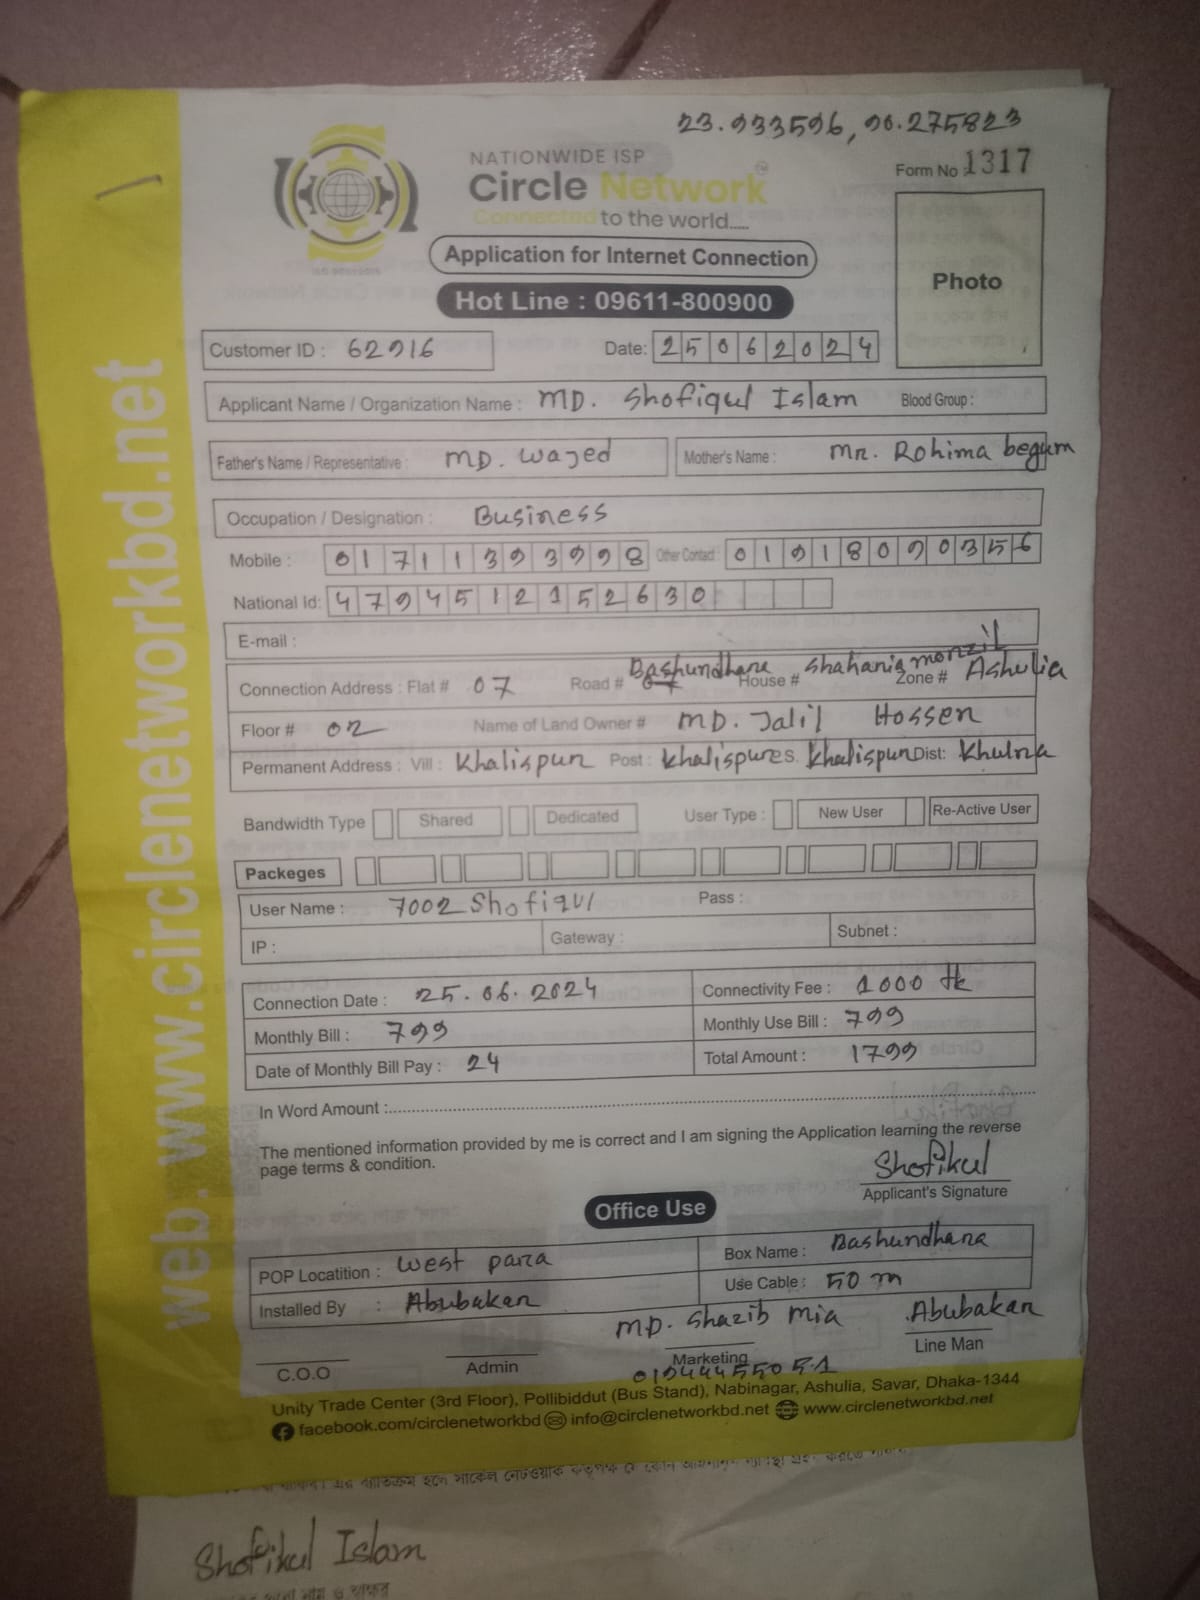 23.933596, 90.275823
NATIONWIDE ISP
Circle Network
Connected to the world.....
Form No : 1317
Application for Internet Connection
Photo
Hot Line : 09611-800900
Customer ID : 62916
Date: 25062024
Applicant Name / Organization Name : MD. Shofiqul Islam Blood Group :
Father's Name / Representative : MD. Wajed Mother's Name : Mr. Rohima begum
Occupation / Designation : Business
Mobile : 01711393998 Other Contact : 01918090356
National Id: 4794512152630
E-mail :
Connection Address : Flat # 07 Road # Bashundhara House # Shahania monzil Zone # Ashulia
Floor # 02 Name of Land Owner # MD. Jalil Hossen
Permanent Address : Vill : Khalispur Post : Khalispur P.S. Khalispur Dist: Khulna
Bandwidth Type Shared Dedicated User Type : New User Re-Active User
Packeges
User Name : 7002 Shofiqul Pass :
IP : Gateway : Subnet :
Connection Date : 25.06.2024 Connectivity Fee : 1000 tk
Monthly Bill : 799 Monthly Use Bill : 799
Date of Monthly Bill Pay : 24 Total Amount : 1799
In Word Amount :
The mentioned information provided by me is correct and I am signing the Application learning the reverse
page terms & condition.
Shofikul
Applicant's Signature
Office Use
POP Locatition : West para Box Name : Bashundhara
Installed By : Abubakar Use Cable : 50 m
MD. Shazib Mia Abubakar
C.O.O Admin Marketing Line Man
Unity Trade Center (3rd Floor), Pollibiddut (Bus Stand), Nabinagar, Ashulia, Savar, Dhaka-1344
facebook.com/circlenetworkbd info@circlenetworkbd.net www.circlenetworkbd.net
web: www.circlenetworkbd.net
Shofikul Islam